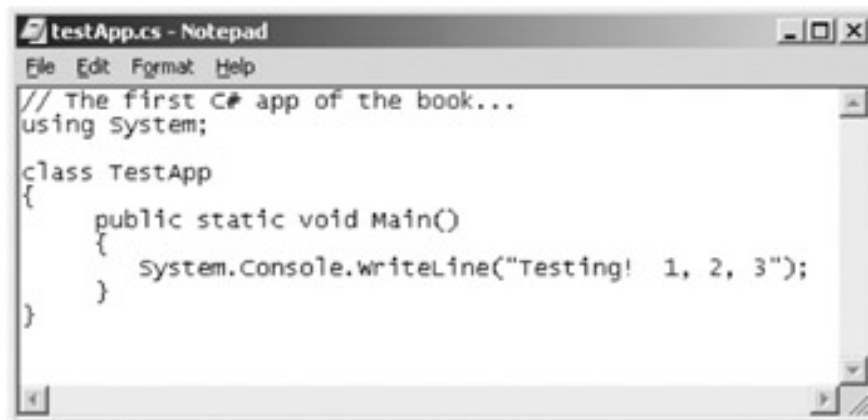 testApp.cs - Notepad
File Edit Format Help
// The first C# app of the book...
using System;
class TestApp
{
public static void Main()
{
System.Console.WriteLine("Testing!  1, 2, 3");
}
}